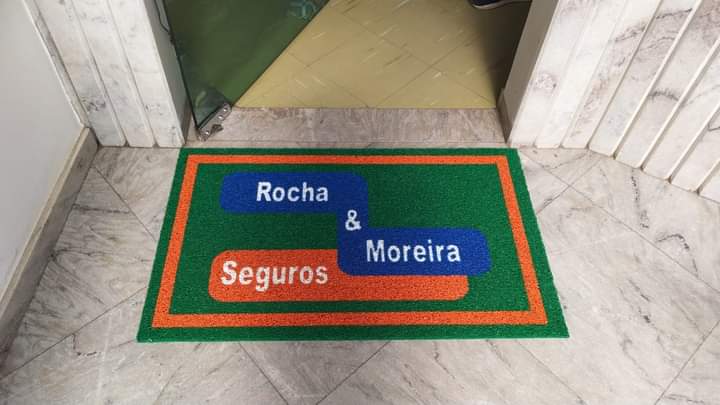 Rocha
&
Moreira
Seguros